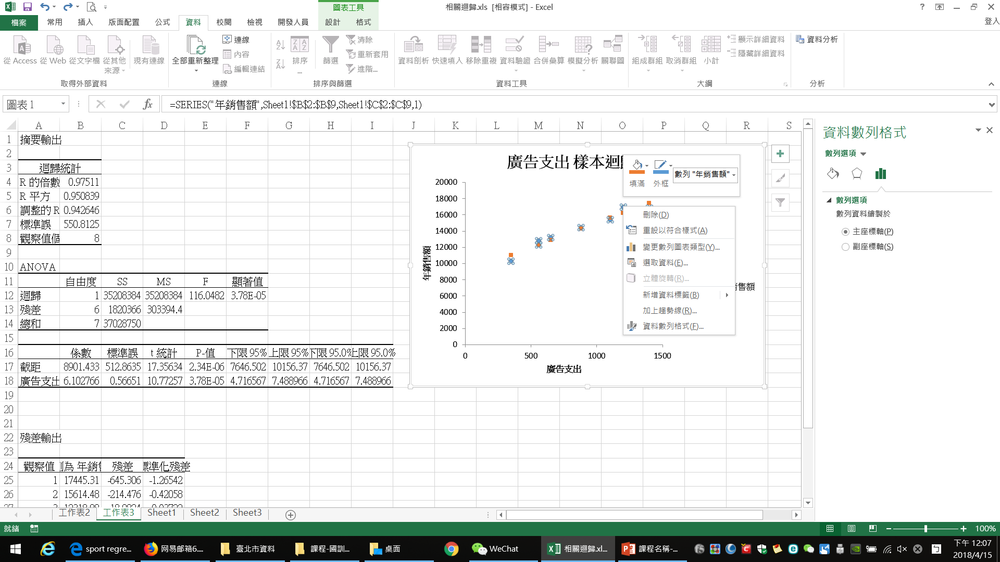 相關迴歸.xls [相容模式] - Excel
圖表工具
登入
檔案 常用 插入 版面配置 公式 資料 校閱 檢視 開發人員 設計 格式
從 Access 從 Web 從文字檔 從其他來源 現有連線 全部重新整理
連線
內容
編輯連結
排序 篩選
清除
重新套用
進階...
資料剖析 快速填入 移除重複 資料驗證 合併彙算 模擬分析 關聯圖
組成群組 取消群組 小計
顯示詳細資料
隱藏詳細資料
資料分析
取得外部資料 連線 排序與篩選 資料工具 大綱 分析
圖表 1
fx
=SERIES("年銷售額",Sheet1!$B$2:$B$9,Sheet1!$C$2:$C$9,1)
A B C D E F G H I J K L M N O P Q R S
1 摘要輸出
2
3 迴歸統計
4 R 的倍數 0.97511
5 R 平方 0.950839
6 調整的 R 0.942646
7 標準誤 550.8125
8 觀察值個 8
9
10 ANOVA
11 自由度 SS MS F 顯著值
12 迴歸 1 35208384 35208384 116.0482 3.78E-05
13 殘差 6 1820366 303394.4
14 總和 7 37028750
15
16 係數 標準誤 t 統計 P-值 下限 95% 上限 95% 下限 95.0% 上限 95.0%
17 截距 8901.433 512.8635 17.35634 2.34E-06 7646.502 10156.37 7646.502 10156.37
18 廣告支出 6.102766 0.56651 10.77257 3.78E-05 4.716567 7.488966 4.716567 7.488966
19
20
21
22 殘差輸出
23
24 觀察值 為 年銷售 殘差 標準化殘差
25 1 17445.31 -645.306 -1.26542
26 2 15614.48 -214.476 -0.42058
廣告支出 樣本迴
20000
18000
16000
14000
12000
10000
8000
6000
4000
2000
0
0 500 1000 1500
年銷售額
廣告支出
銷售額
填滿 外框
數列 "年銷售額"
刪除(D)
重設以符合樣式(A)
變更數列圖表類型(Y)...
選取資料(E)...
立體旋轉(R)...
新增資料標籤(B)
加上趨勢線(R)...
資料數列格式(F)...
資料數列格式
數列選項
數列選項
數列資料繪製於
主座標軸(P)
副座標軸(S)
工作表2 工作表3 Sheet1 Sheet2 Sheet3
就緒
100%
sport regre...
网易邮箱6....
臺北市資料
課程-國訓...
桌面
WeChat
相關迴歸.xl...
課程名稱-...
下午 12:07
2018/4/15